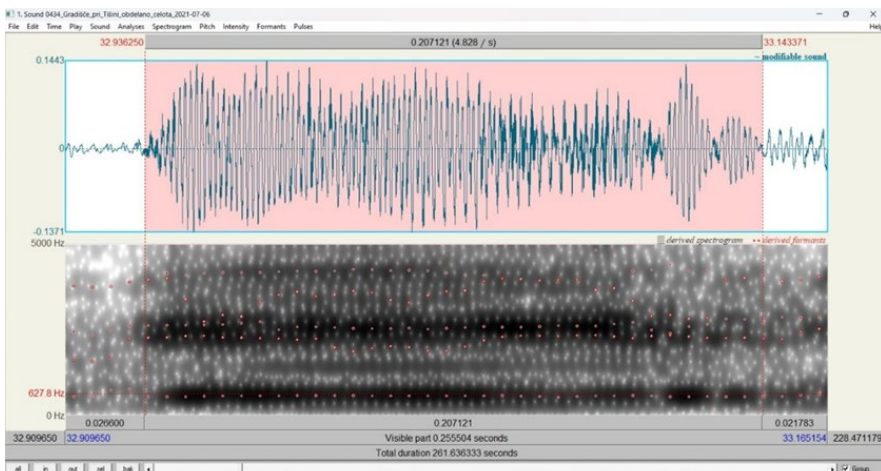 1. Sound 0434_Gradišče_pri_Tišini_obdelano_celota_2021-07-06
File Edit Time Play Sound Analyses Spectrogram Pitch Intensity Formants Pulses Help
32.936250 0.207121 (4.828 / s) 33.143371
0.1443 ~ modifiable sound
0
-0.1371
5000 Hz derived spectrogram derived formants
627.8 Hz
0 Hz
0.026600 0.207121 0.021783
32.909650 32.909650 Visible part 0.255504 seconds 33.165154 228.471179
Total duration 261.636333 seconds
all in out sel bak Group